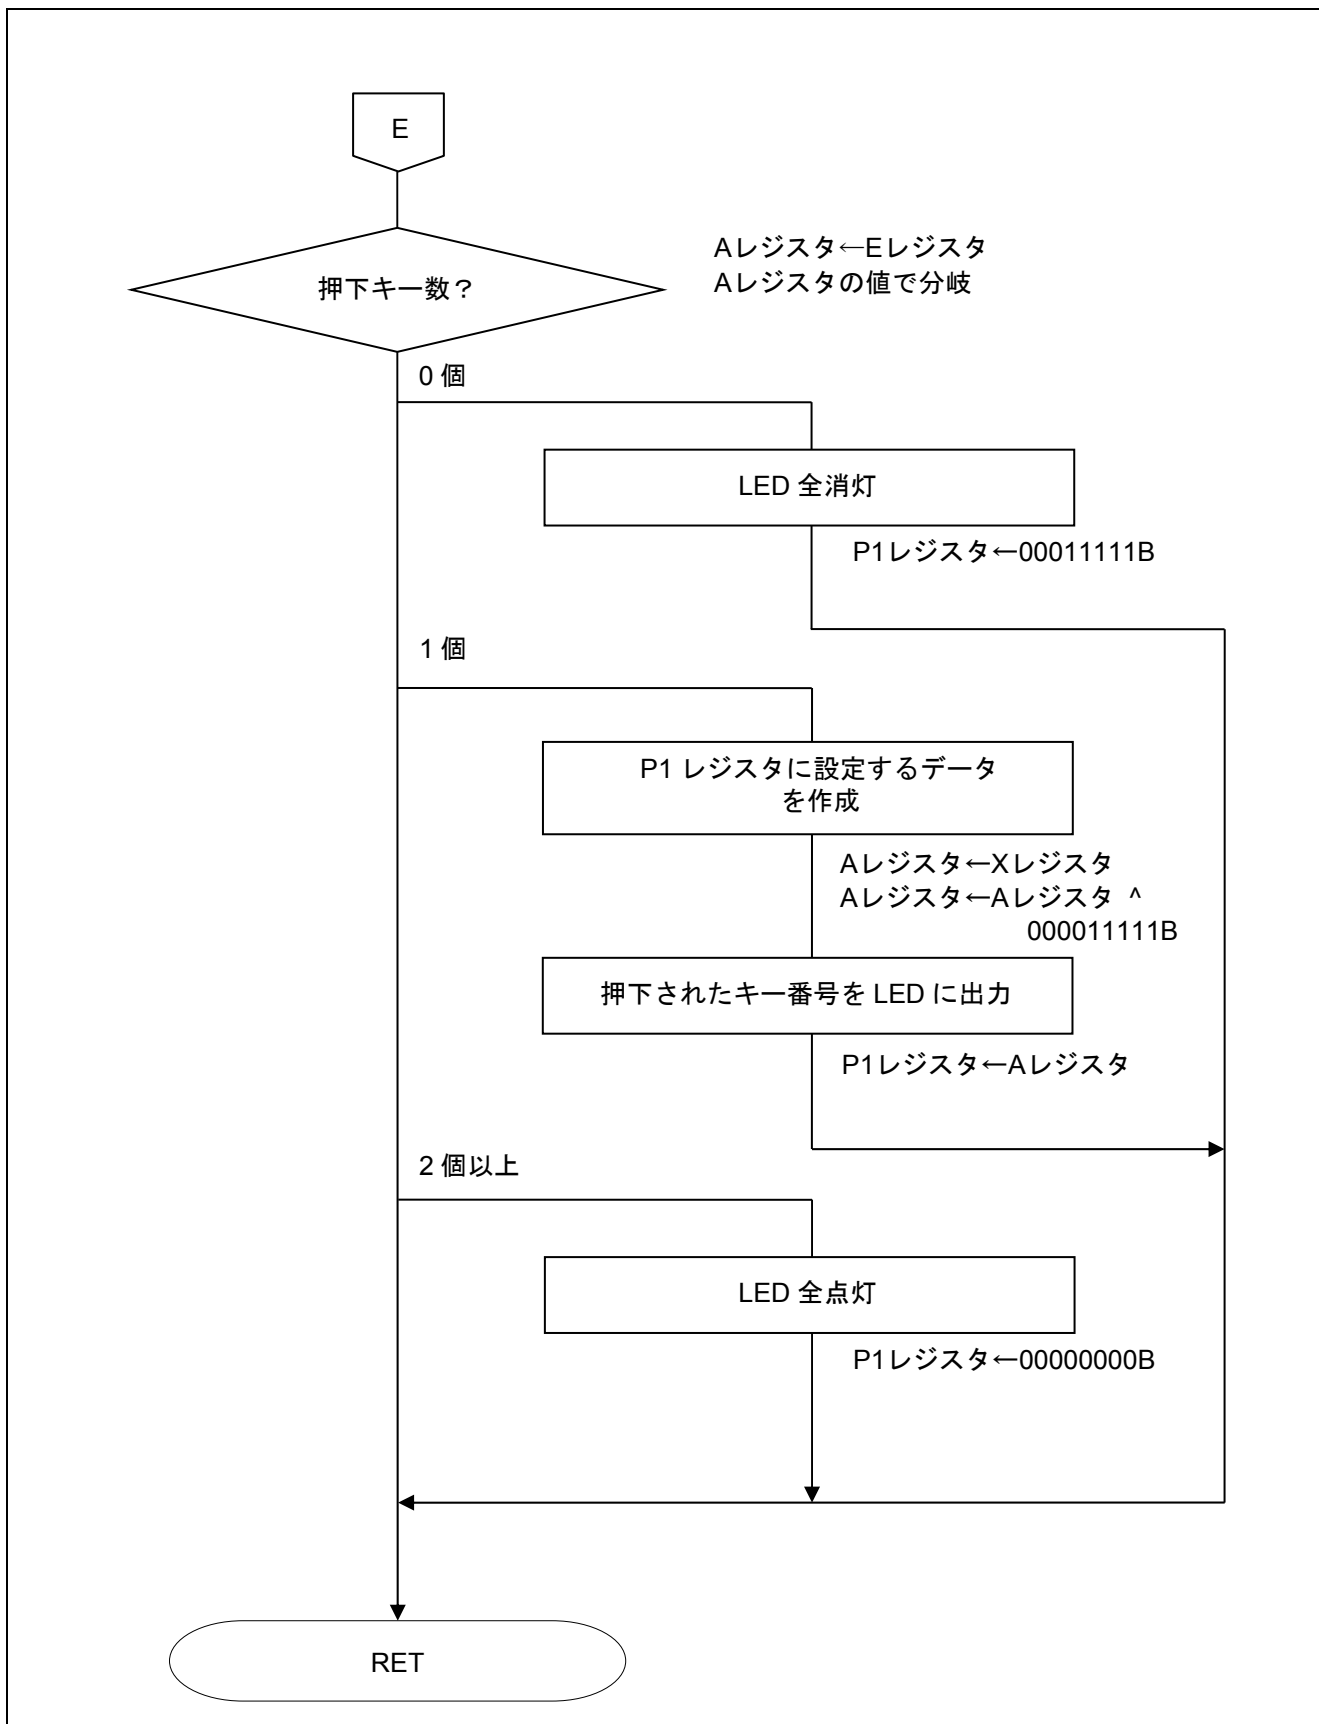 E
押下キー数？
Aレジスタ←Eレジスタ
Aレジスタの値で分岐
0 個
LED 全消灯
P1レジスタ←00011111B
1 個
P1 レジスタに設定するデータ
を作成
Aレジスタ←Xレジスタ
Aレジスタ←Aレジスタ ^
000011111B
押下されたキー番号を LED に出力
P1レジスタ←Aレジスタ
2 個以上
LED 全点灯
P1レジスタ←00000000B
RET